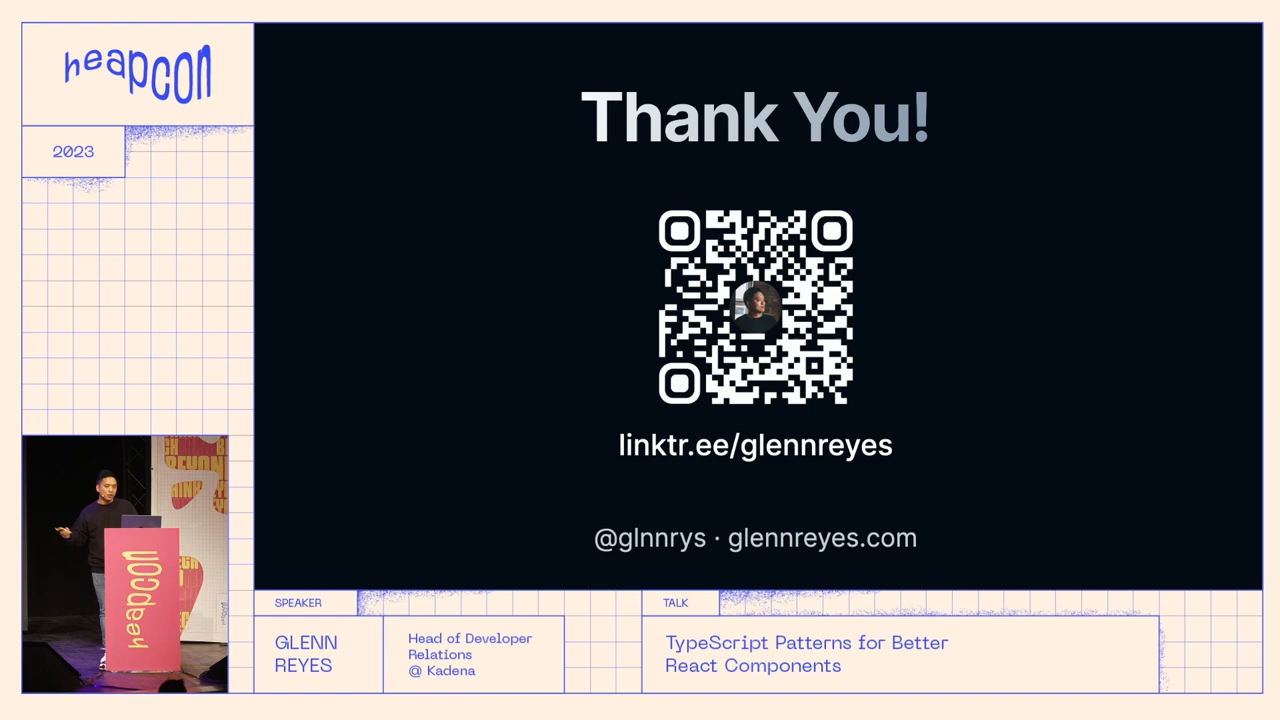 heapcon
2023
Thank You!
linktr.ee/glennreyes
@glnnrys · glennreyes.com
heapcon
SPEAKER
GLENN
REYES
Head of Developer
Relations
@ Kadena
TALK
TypeScript Patterns for Better
React Components